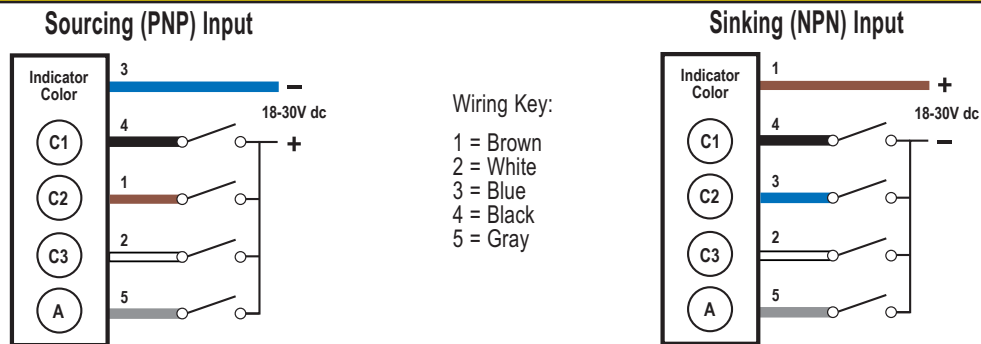 Sourcing (PNP) Input
Indicator
Color
3
–
18-30V dc
C1
4
+
C2
1
C3
2
A
5
Wiring Key:
1 = Brown
2 = White
3 = Blue
4 = Black
5 = Gray
Sinking (NPN) Input
Indicator
Color
1
+
18-30V dc
C1
4
–
C2
3
C3
2
A
5